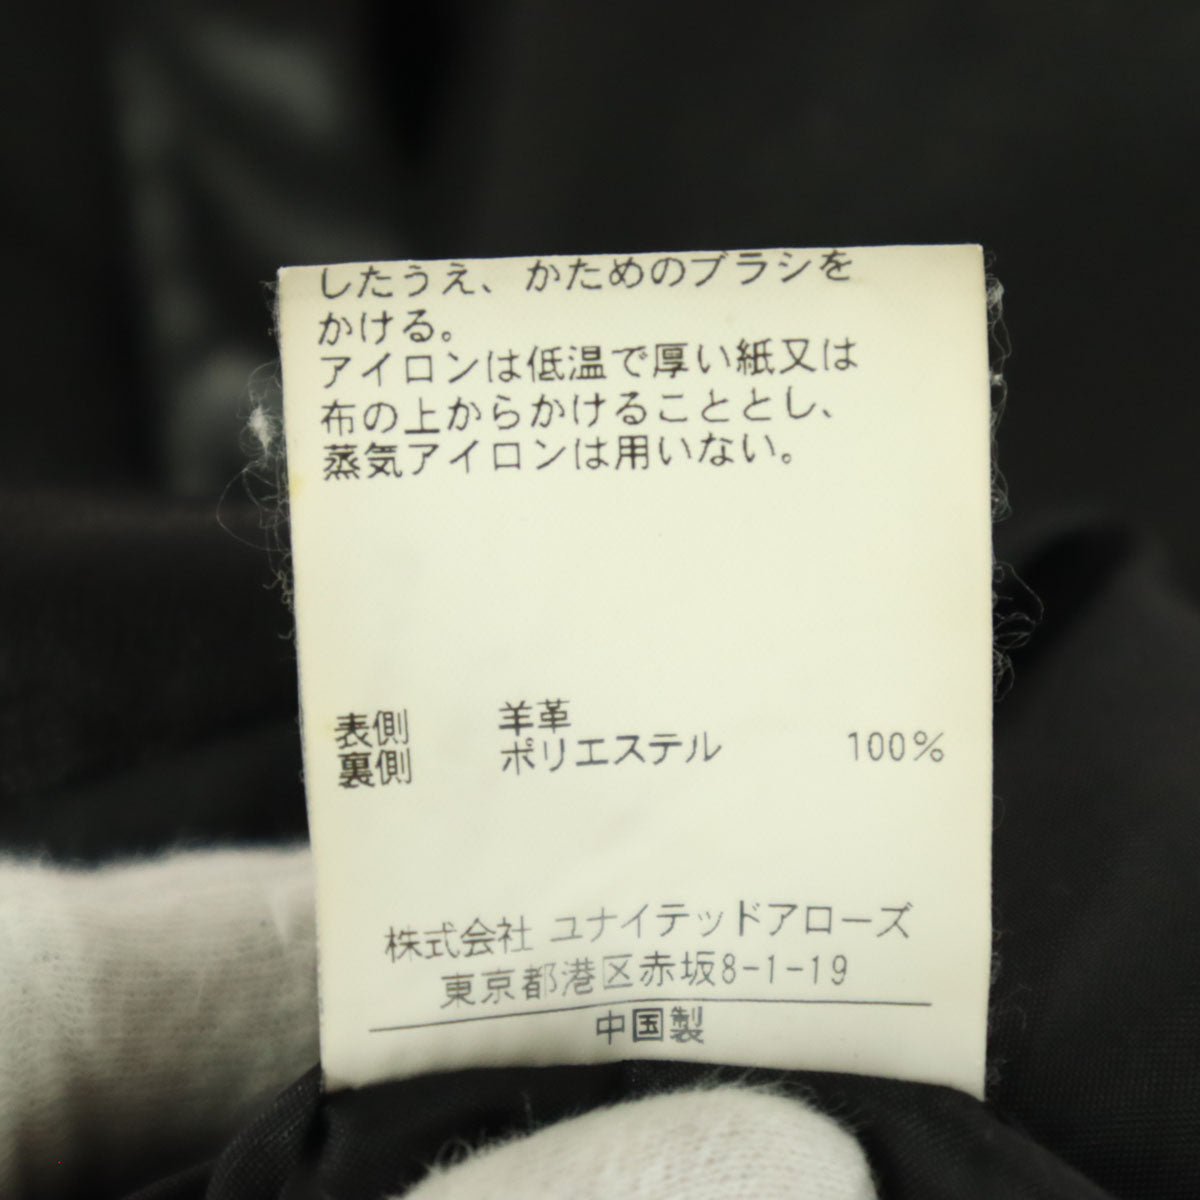 したうえ、かためのブラシを
かける。
アイロンは低温で厚い紙又は
布の上からかけることとし、
蒸気アイロンは用いない。
表側 羊革
裏側 ポリエステル 100%
株式会社 ユナイテッドアローズ
東京都港区赤坂8-1-19
中国製